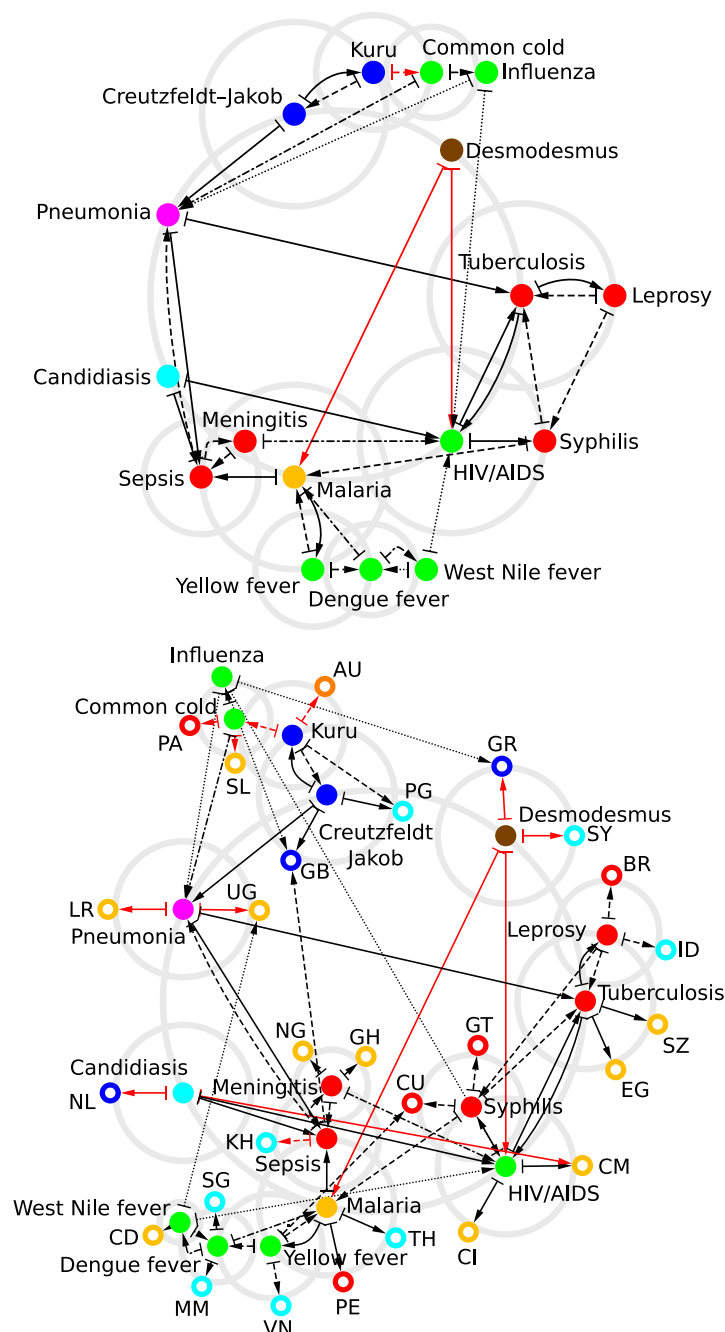 Common cold
Kuru
Influenza
Creutzfeldt–Jakob
Desmodesmus
Pneumonia
Tuberculosis
Leprosy
Candidiasis
Meningitis
Sepsis
Malaria
HIV/AIDS
Syphilis
Yellow fever
Dengue fever
West Nile fever
Influenza
AU
Common cold
PA
Kuru
GR
SL
PG
Desmodesmus
SY
Creutzfeldt
Jakob
GB
BR
LR
UG
Pneumonia
Leprosy
ID
Tuberculosis
NG
GH
GT
SZ
Candidiasis
Meningitis
CU
EG
NL
Syphilis
KH
Sepsis
CM
SG
HIV/AIDS
West Nile fever
Malaria
CD
TH
CI
Dengue fever
Yellow fever
MM
VN
PE